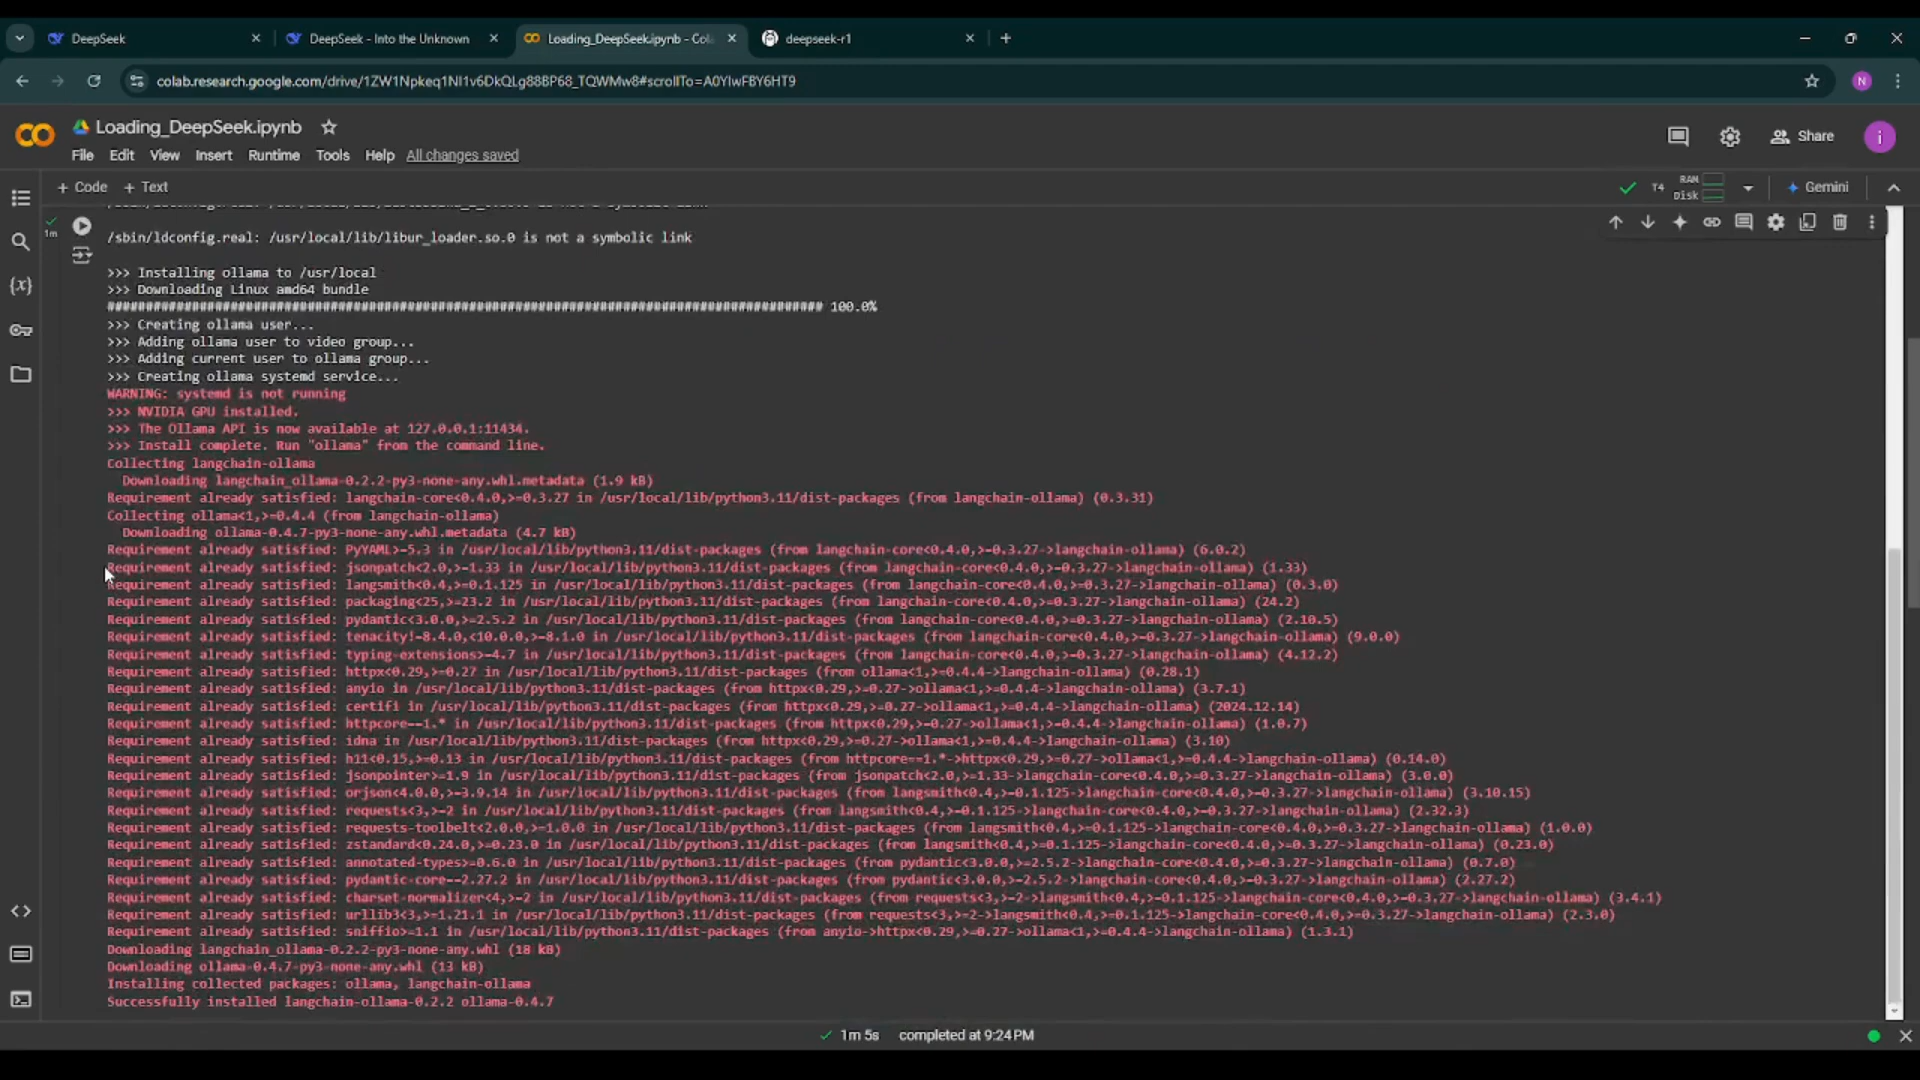 DeepSeek
DeepSeek - Into the Unknown
Loading_DeepSeek.ipynb - Col
deepseek-r1
colab.research.google.com/drive/1ZW1Npkeq1NI1v6DkQLg88BP68_TQWMw8#scrollTo=A0YIwFBY6HT9
N
Loading_DeepSeek.ipynb
Share
i
File Edit View Insert Runtime Tools Help All changes saved
+ Code + Text
T4 RAM Disk
Gemini
1m
/sbin/ldconfig.real: /usr/local/lib/libur_loader.so.0 is not a symbolic link
>>> Installing ollama to /usr/local
>>> Downloading Linux amd64 bundle
100.0%
>>> Creating ollama user...
>>> Adding ollama user to video group...
>>> Adding current user to ollama group...
>>> Creating ollama systemd service...
WARNING: systemd is not running
>>> NVIDIA GPU installed.
>>> The Ollama API is now available at 127.0.0.1:11434.
>>> Install complete. Run "ollama" from the command line.
Collecting langchain-ollama
Downloading langchain_ollama-0.2.2-py3-none-any.whl.metadata (1.9 kB)
Requirement already satisfied: langchain-core<0.4.0,>=0.3.27 in /usr/local/lib/python3.11/dist-packages (from langchain-ollama) (0.3.31)
Collecting ollama<1,>=0.4.4 (from langchain-ollama)
Downloading ollama-0.4.7-py3-none-any.whl.metadata (4.7 kB)
Requirement already satisfied: PyYAML>=5.3 in /usr/local/lib/python3.11/dist-packages (from langchain-core<0.4.0,>=0.3.27->langchain-ollama) (6.0.2)
Requirement already satisfied: jsonpatch<2.0,>=1.33 in /usr/local/lib/python3.11/dist-packages (from langchain-core<0.4.0,>=0.3.27->langchain-ollama) (1.33)
Requirement already satisfied: langsmith<0.4,>=0.1.125 in /usr/local/lib/python3.11/dist-packages (from langchain-core<0.4.0,>=0.3.27->langchain-ollama) (0.3.0)
Requirement already satisfied: packaging<25,>=23.2 in /usr/local/lib/python3.11/dist-packages (from langchain-core<0.4.0,>=0.3.27->langchain-ollama) (24.2)
Requirement already satisfied: pydantic<3.0.0,>=2.5.2 in /usr/local/lib/python3.11/dist-packages (from langchain-core<0.4.0,>=0.3.27->langchain-ollama) (2.10.5)
Requirement already satisfied: tenacity!=8.4.0,<10.0.0,>=8.1.0 in /usr/local/lib/python3.11/dist-packages (from langchain-core<0.4.0,>=0.3.27->langchain-ollama) (9.0.0)
Requirement already satisfied: typing-extensions>=4.7 in /usr/local/lib/python3.11/dist-packages (from langchain-core<0.4.0,>=0.3.27->langchain-ollama) (4.12.2)
Requirement already satisfied: httpx<0.29,>=0.27 in /usr/local/lib/python3.11/dist-packages (from ollama<1,>=0.4.4->langchain-ollama) (0.28.1)
Requirement already satisfied: anyio in /usr/local/lib/python3.11/dist-packages (from httpx<0.29,>=0.27->ollama<1,>=0.4.4->langchain-ollama) (3.7.1)
Requirement already satisfied: certifi in /usr/local/lib/python3.11/dist-packages (from httpx<0.29,>=0.27->ollama<1,>=0.4.4->langchain-ollama) (2024.12.14)
Requirement already satisfied: httpcore==1.* in /usr/local/lib/python3.11/dist-packages (from httpx<0.29,>=0.27->ollama<1,>=0.4.4->langchain-ollama) (1.0.7)
Requirement already satisfied: idna in /usr/local/lib/python3.11/dist-packages (from httpx<0.29,>=0.27->ollama<1,>=0.4.4->langchain-ollama) (3.10)
Requirement already satisfied: h11<0.15,>=0.13 in /usr/local/lib/python3.11/dist-packages (from httpcore==1.*->httpx<0.29,>=0.27->ollama<1,>=0.4.4->langchain-ollama) (0.14.0)
Requirement already satisfied: jsonpointer>=1.9 in /usr/local/lib/python3.11/dist-packages (from jsonpatch<2.0,>=1.33->langchain-core<0.4.0,>=0.3.27->langchain-ollama) (3.0.0)
Requirement already satisfied: orjson<4.0.0,>=3.9.14 in /usr/local/lib/python3.11/dist-packages (from langsmith<0.4,>=0.1.125->langchain-core<0.4.0,>=0.3.27->langchain-ollama) (3.10.15)
Requirement already satisfied: requests<3,>=2 in /usr/local/lib/python3.11/dist-packages (from langsmith<0.4,>=0.1.125->langchain-core<0.4.0,>=0.3.27->langchain-ollama) (2.32.3)
Requirement already satisfied: requests-toolbelt<2.0.0,>=1.0.0 in /usr/local/lib/python3.11/dist-packages (from langsmith<0.4,>=0.1.125->langchain-core<0.4.0,>=0.3.27->langchain-ollama) (1.0.0)
Requirement already satisfied: zstandard<0.24.0,>=0.23.0 in /usr/local/lib/python3.11/dist-packages (from langsmith<0.4,>=0.1.125->langchain-core<0.4.0,>=0.3.27->langchain-ollama) (0.23.0)
Requirement already satisfied: annotated-types>=0.6.0 in /usr/local/lib/python3.11/dist-packages (from pydantic<3.0.0,>=2.5.2->langchain-core<0.4.0,>=0.3.27->langchain-ollama) (0.7.0)
Requirement already satisfied: pydantic-core==2.27.2 in /usr/local/lib/python3.11/dist-packages (from pydantic<3.0.0,>=2.5.2->langchain-core<0.4.0,>=0.3.27->langchain-ollama) (2.27.2)
Requirement already satisfied: charset-normalizer<4,>=2 in /usr/local/lib/python3.11/dist-packages (from requests<3,>=2->langsmith<0.4,>=0.1.125->langchain-core<0.4.0,>=0.3.27->langchain-ollama) (3.4.1)
Requirement already satisfied: urllib3<3,>=1.21.1 in /usr/local/lib/python3.11/dist-packages (from requests<3,>=2->langsmith<0.4,>=0.1.125->langchain-core<0.4.0,>=0.3.27->langchain-ollama) (2.3.0)
Requirement already satisfied: sniffio>=1.1 in /usr/local/lib/python3.11/dist-packages (from anyio->httpx<0.29,>=0.27->ollama<1,>=0.4.4->langchain-ollama) (1.3.1)
Downloading langchain_ollama-0.2.2-py3-none-any.whl (18 kB)
Downloading ollama-0.4.7-py3-none-any.whl (13 kB)
Installing collected packages: ollama, langchain-ollama
Successfully installed langchain-ollama-0.2.2 ollama-0.4.7
1m 5s completed at 9:24 PM